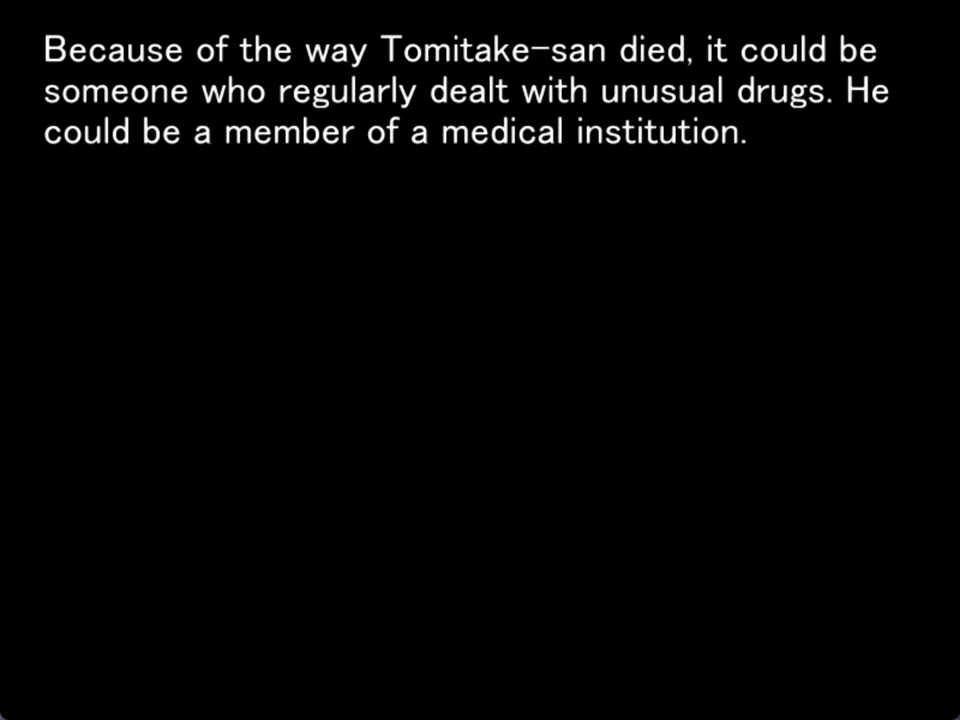 Because of the way Tomitake-san died, it could be
someone who regularly dealt with unusual drugs. He
could be a member of a medical institution.